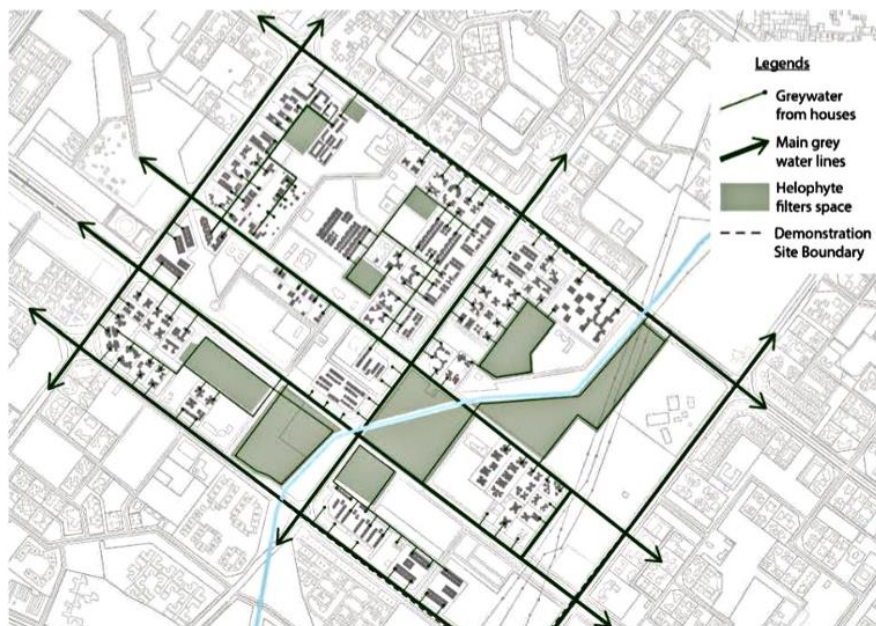 Legends
Greywater
from houses
Main grey
water lines
Helophyte
filters space
Demonstration
Site Boundary